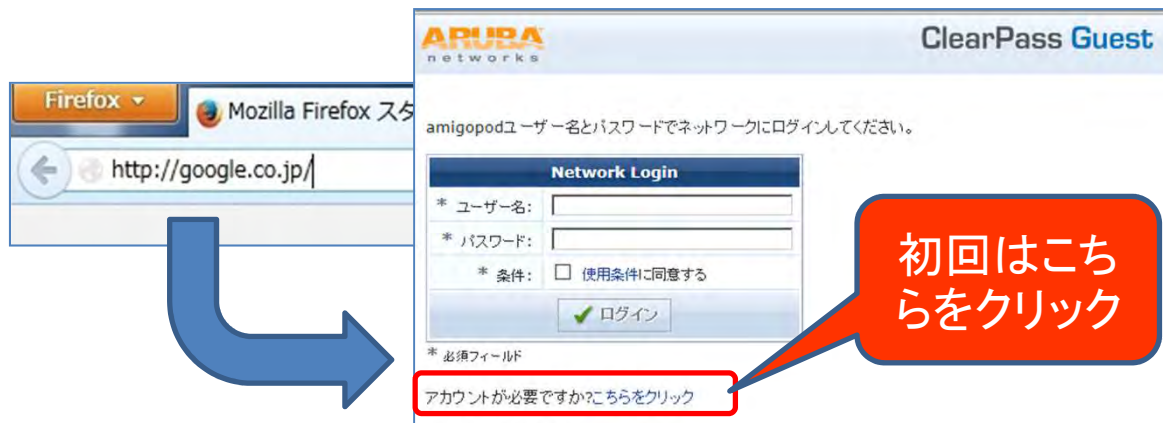 Firefox
Mozilla Firefox スタ
http://google.co.jp/
ARUBA
networks
ClearPass Guest
amigopodユーザー名とパスワードでネットワークにログインしてください。
Network Login
* ユーザー名:
* パスワード:
* 条件: 使用条件に同意する
ログイン
* 必須フィールド
アカウントが必要ですか?こちらをクリック
初回はこち
らをクリック